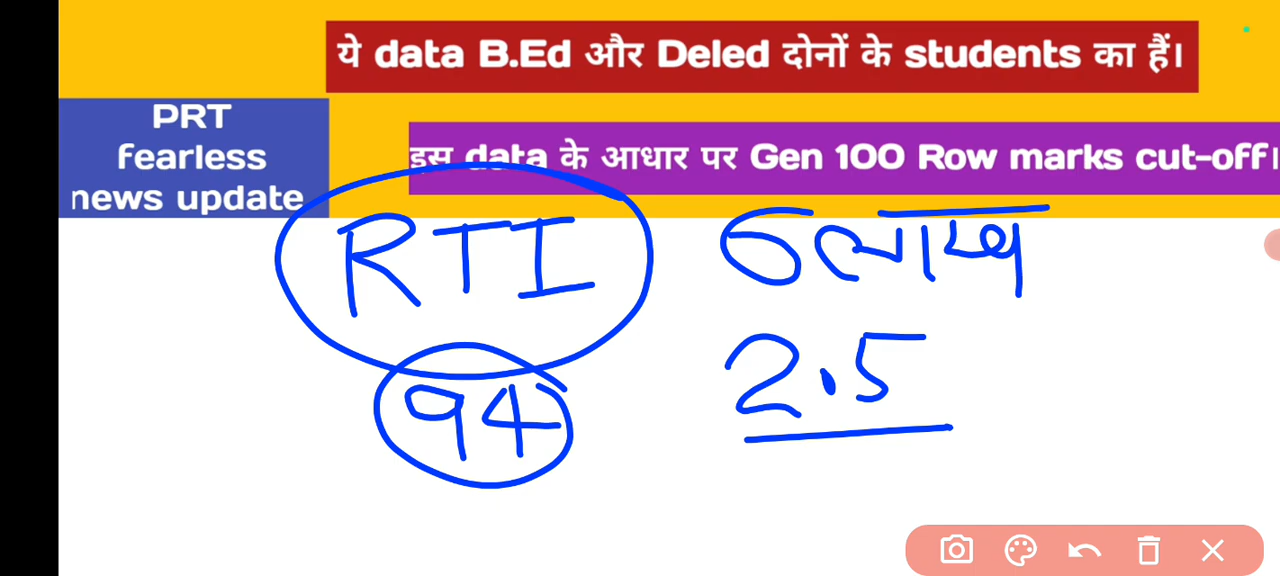 ये data B.Ed और Deled दोनों के students का हैं।
PRT
fearless
news update
इस data के आधार पर Gen 100 Row marks cut-off।
RTI
94
2.5